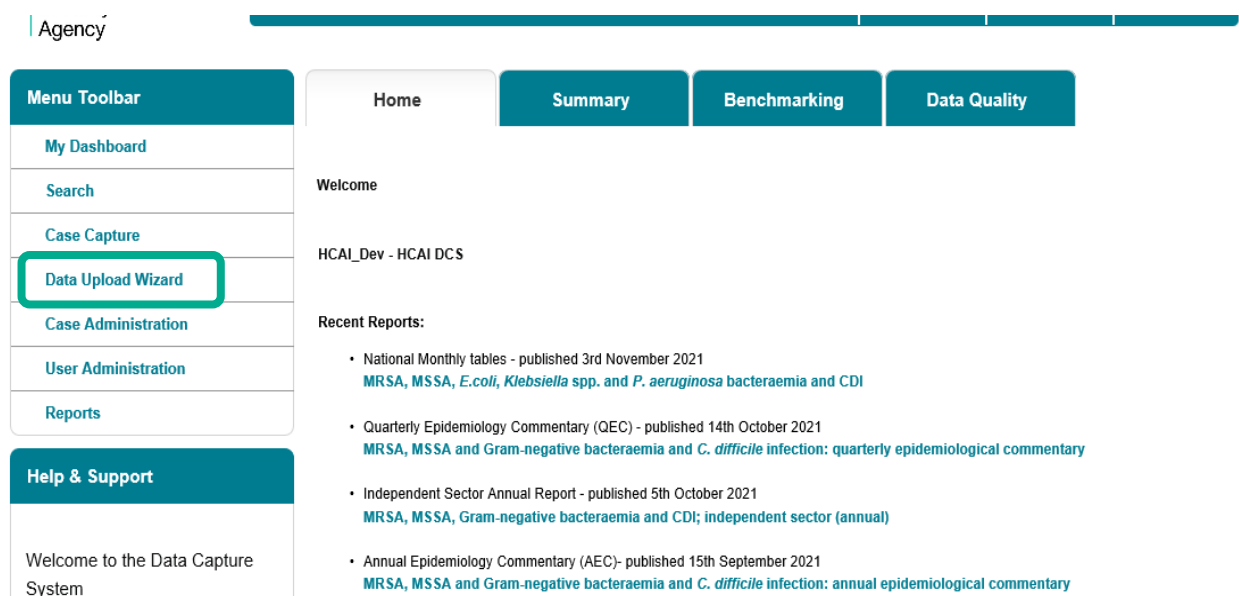 Agency
Menu Toolbar
My Dashboard
Search
Case Capture
Data Upload Wizard
Case Administration
User Administration
Reports
Help & Support
Welcome to the Data Capture
System
Home
Summary
Benchmarking
Data Quality
Welcome
HCAI_Dev - HCAI DCS
Recent Reports:
• National Monthly tables - published 3rd November 2021
MRSA, MSSA, E.coli, Klebsiella spp. and P. aeruginosa bacteraemia and CDI
• Quarterly Epidemiology Commentary (QEC) - published 14th October 2021
MRSA, MSSA and Gram-negative bacteraemia and C. difficile infection: quarterly epidemiological commentary
• Independent Sector Annual Report - published 5th October 2021
MRSA, MSSA, Gram-negative bacteraemia and CDI; independent sector (annual)
• Annual Epidemiology Commentary (AEC)- published 15th September 2021
MRSA, MSSA and Gram-negative bacteraemia and C. difficile infection: annual epidemiological commentary